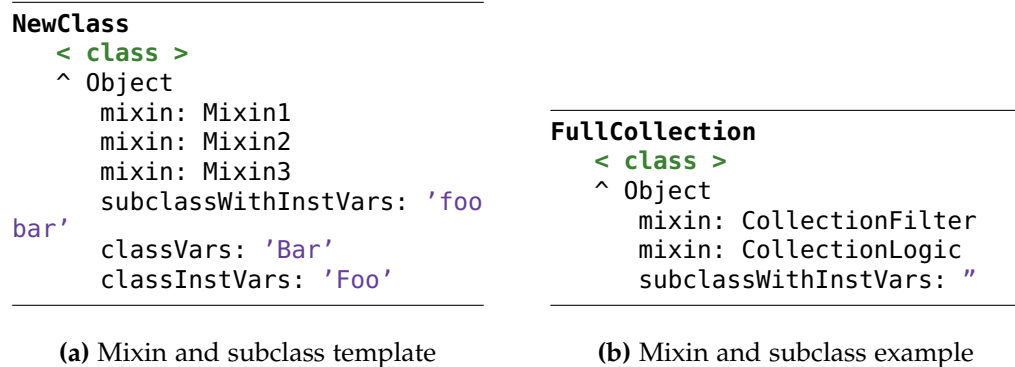 NewClass
< class >
^ Object
mixin: Mixin1
mixin: Mixin2
mixin: Mixin3
subclassWithInstVars: ’foo
bar’
classVars: ’Bar’
classInstVars: ’Foo’
(a) Mixin and subclass template
FullCollection
< class >
^ Object
mixin: CollectionFilter
mixin: CollectionLogic
subclassWithInstVars: ”
(b) Mixin and subclass example